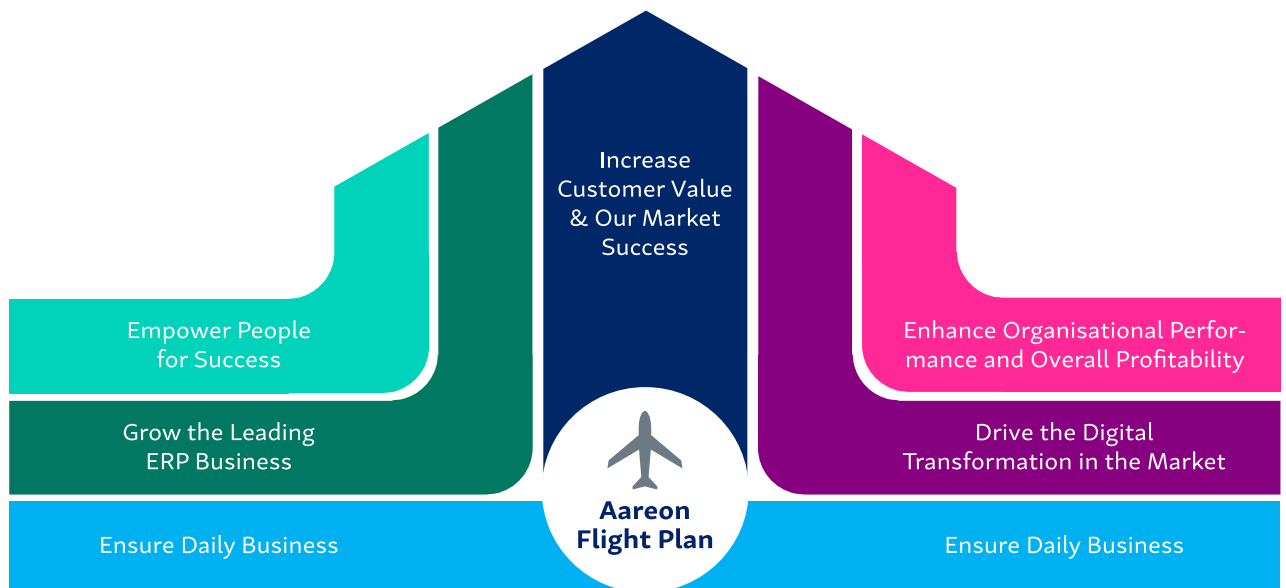 Increase
Customer Value
& Our Market
Success
Empower People
for Success
Enhance Organisational Perfor-
mance and Overall Profitability
Grow the Leading
ERP Business
Drive the Digital
Transformation in the Market
Aareon
Flight Plan
Ensure Daily Business
Ensure Daily Business